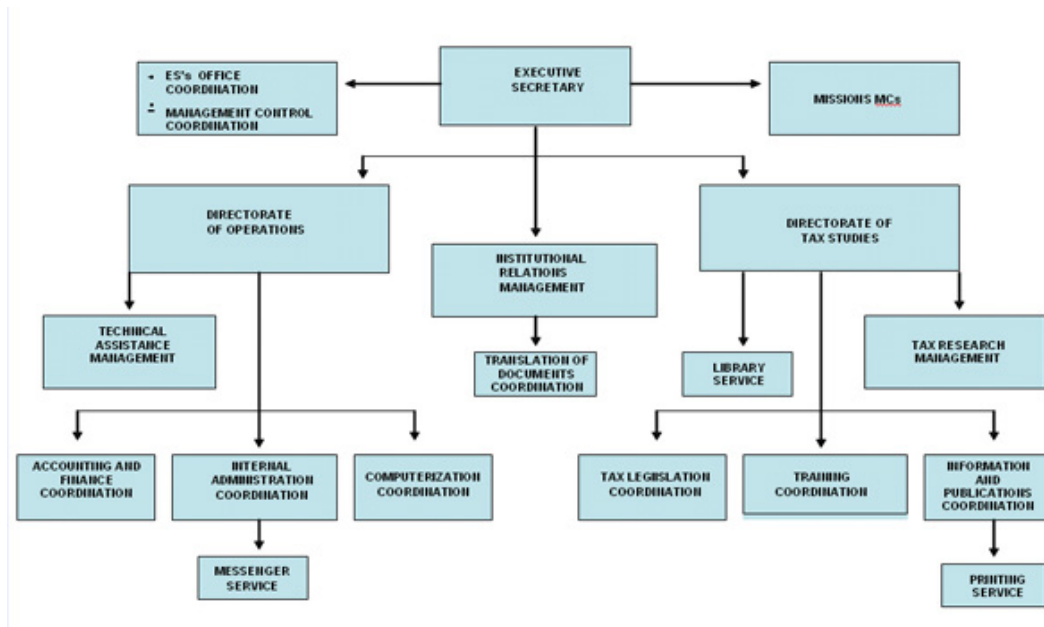 ES's OFFICE
COORDINATION
MANAGEMENT CONTROL
COORDINATION
EXECUTIVE
SECRETARY
MISSIONS MCs
DIRECTORATE
OF OPERATIONS
INSTITUTIONAL
RELATIONS
MANAGEMENT
DIRECTORATE OF
TAX STUDIES
TECHNICAL
ASSISTANCE
MANAGEMENT
TRANSLATION OF
DOCUMENTS
COORDINATION
LIBRARY
SERVICE
TAX RESEARCH
MANAGEMENT
ACCOUNTING AND
FINANCE
COORDINATION
INTERNAL
ADMINISTRATION
COORDINATION
COMPUTERIZATION
COORDINATION
TAX LEGIISLATION
COORDINATION
TRAINING
COORDINATION
INFORMATION
AND
PUBLICATIONS
COORDINATION
MESSENGER
SERVICE
PRINTING
SERVICE